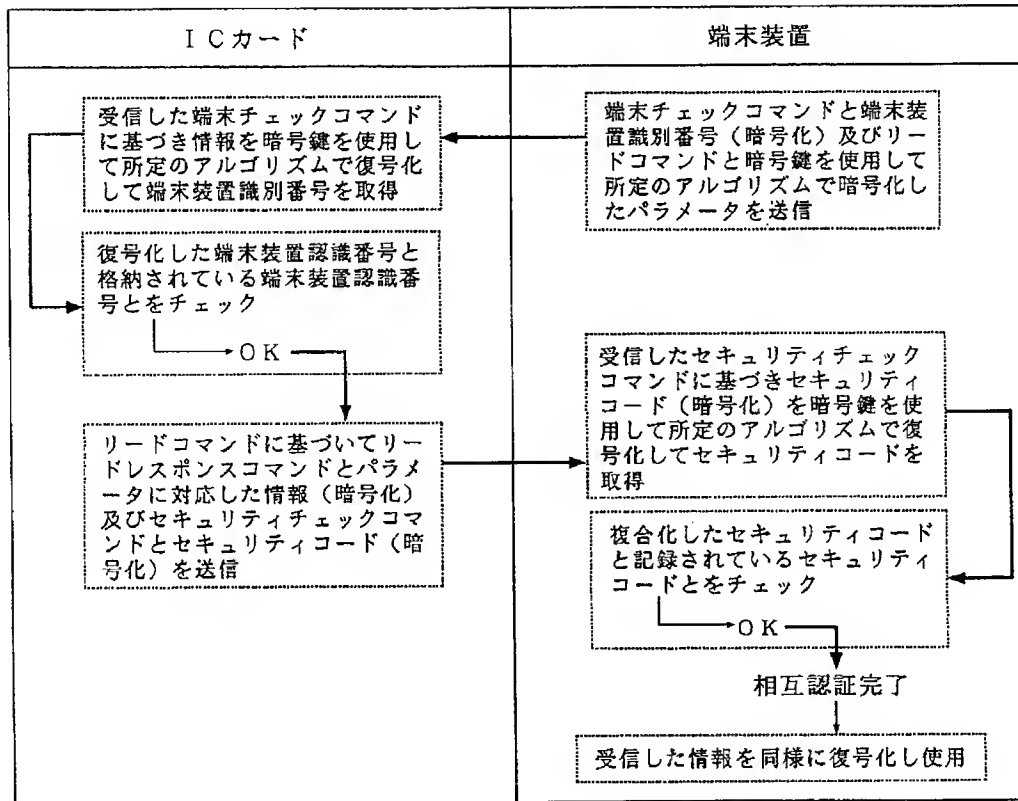 ＩＣカード
端末装置
受信した端末チェックコマンド
に基づき情報を暗号鍵を使用し
て所定のアルゴリズムで復号化
して端末装置識別番号を取得
端末チェックコマンドと端末装
置識別番号（暗号化）及びリー
ドコマンドと暗号鍵を使用して
所定のアルゴリズムで暗号化し
たパラメータを送信
復号化した端末装置認識番号と
格納されている端末装置認識番
号とをチェック
ＯＫ
リードコマンドに基づいてリー
ドレスポンスコマンドとパラメ
ータに対応した情報（暗号化）
及びセキュリティチェックコマ
ンドとセキュリティコード（暗
号化）を送信
受信したセキュリティチェック
コマンドに基づきセキュリティ
コード（暗号化）を暗号鍵を使
用して所定のアルゴリズムで復
号化してセキュリティコードを
取得
複合化したセキュリティコード
と記録されているセキュリティ
コードとをチェック
ＯＫ
相互認証完了
受信した情報を同様に復号化し使用